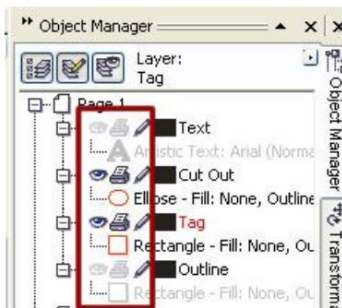 Object Manager
Layer:
Tag
Page 1
Text
Artistic Text: Arial (Norma
Cut Out
Ellipse - Fill: None, Outline
Tag
Rectangle - Fill: None, Ou
Outline
Rectangle - Fill: None, Ou
Object Manager
Transforma